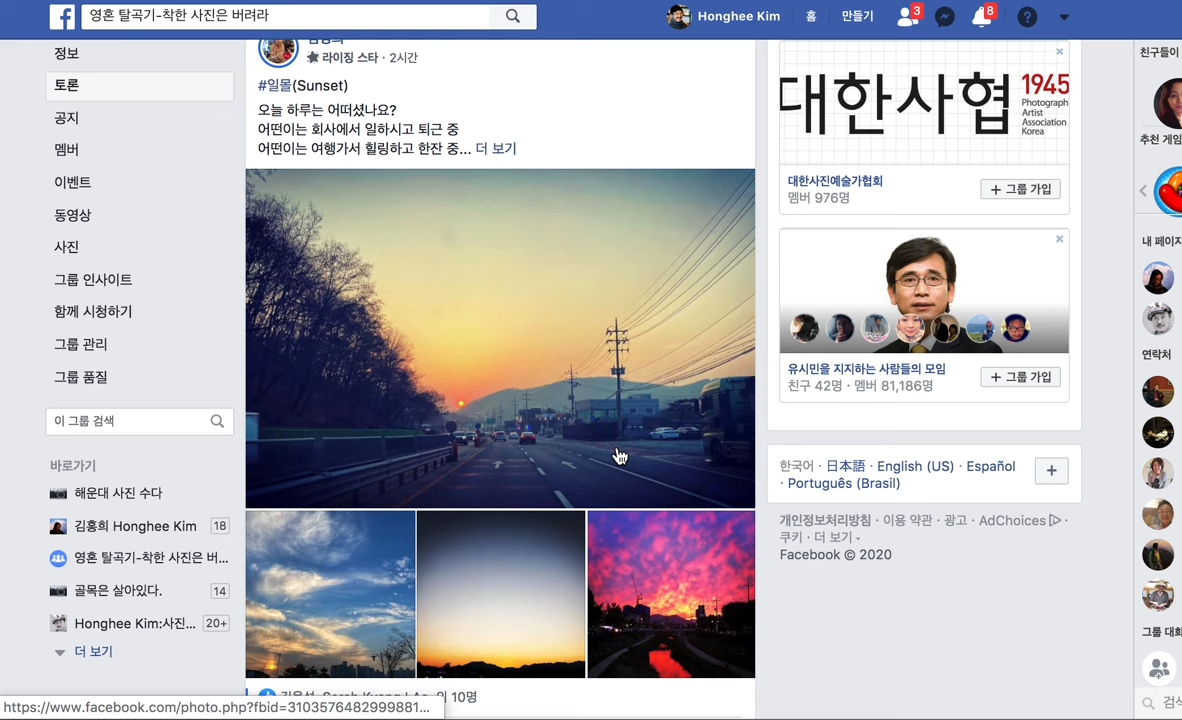 영혼 탈곡기-착한 사진은 버려라
Honghee Kim
홈
만들기
3
8
?
정보
토론
공지
멤버
이벤트
동영상
사진
그룹 인사이트
함께 시청하기
그룹 관리
그룹 품질
이 그룹 검색
바로가기
해운대 사진 수다
김홍희 Honghee Kim 18
영혼 탈곡기-착한 사진은 버...
골목은 살아있다. 14
Honghee Kim:사진... 20+
더 보기
라이징 스타 · 2시간
#일몰(Sunset)
오늘 하루는 어떠셨나요?
어떤이는 회사에서 일하시고 퇴근 중
어떤이는 여행가서 힐링하고 한잔 중... 더 보기
외 10명
대한사협
1945
Photograph
Artist
Association
Korea
대한사진예술가협회
멤버 976명
+ 그룹 가입
유시민을 지지하는 사람들의 모임
친구 42명 · 멤버 81,186명
+ 그룹 가입
한국어 · 日本語 · English (US) · Español
· Português (Brasil)
개인정보처리방침 · 이용 약관 · 광고 · AdChoices ·
쿠키 · 더 보기
Facebook © 2020
친구들이
추천 게임
내 페이지
연락처
그룹 대화
검색
https://www.facebook.com/photo.php?fbid=3103576482999881...